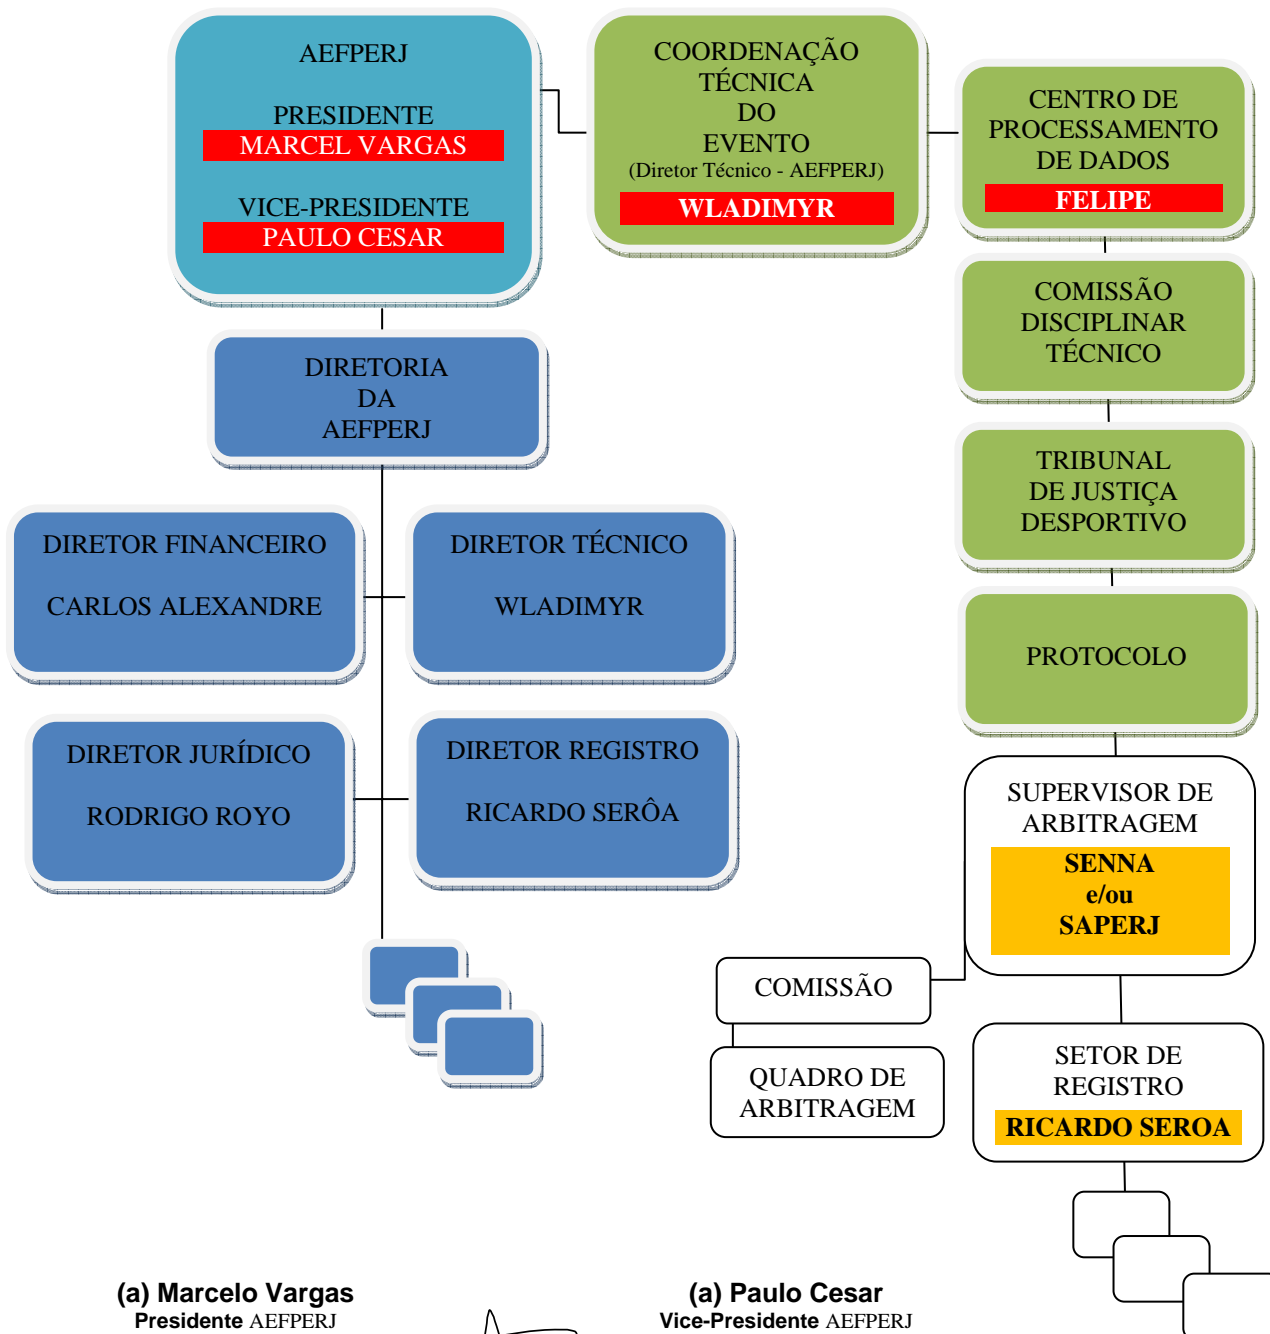 AEFPERJ
PRESIDENTE
MARCEL VARGAS
VICE-PRESIDENTE
PAULO CESAR
COORDENAÇÃO
TÉCNICA
DO
EVENTO
(Diretor Técnico - AEFPERJ)
WLADIMYR
CENTRO DE
PROCESSAMENTO
DE DADOS
FELIPE
COMISSÃO
DISCIPLINAR
TÉCNICO
TRIBUNAL
DE JUSTIÇA
DESPORTIVO
PROTOCOLO
DIRETORIA
DA
AEFPERJ
DIRETOR FINANCEIRO
CARLOS ALEXANDRE
DIRETOR TÉCNICO
WLADIMYR
DIRETOR JURÍDICO
RODRIGO ROYO
DIRETOR REGISTRO
RICARDO SERÔA
SUPERVISOR DE
ARBITRAGEM
SENNA
e/ou
SAPERJ
COMISSÃO
QUADRO DE
ARBITRAGEM
SETOR DE
REGISTRO
RICARDO SEROA
(a) Marcelo Vargas
Presidente AEFPERJ
(a) Paulo Cesar
Vice-Presidente AEFPERJ